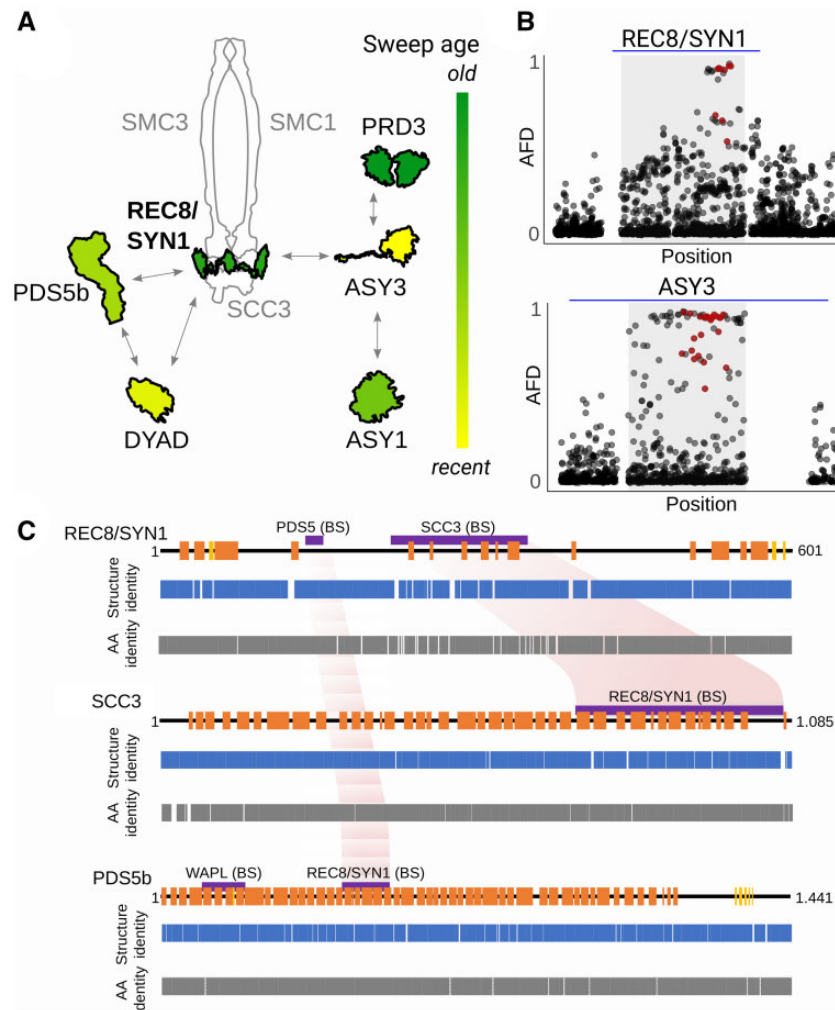 A
Sweep age
old
SMC3
SMC1
PRD3
REC8/
SYN1
PDS5b
ASY3
SCC3
DYAD
ASY1
recent
B
REC8/SYN1
1
AFD
0
Position
ASY3
1
AFD
0
Position
C
REC8/SYN1
PDS5 (BS)
SCC3 (BS)
1
601
Structure
identity
AA
identity
SCC3
REC8/SYN1 (BS)
1
1.085
Structure
identity
AA
identity
PDS5b
WAPL (BS)
REC8/SYN1 (BS)
1
1.441
Structure
identity
AA
identity